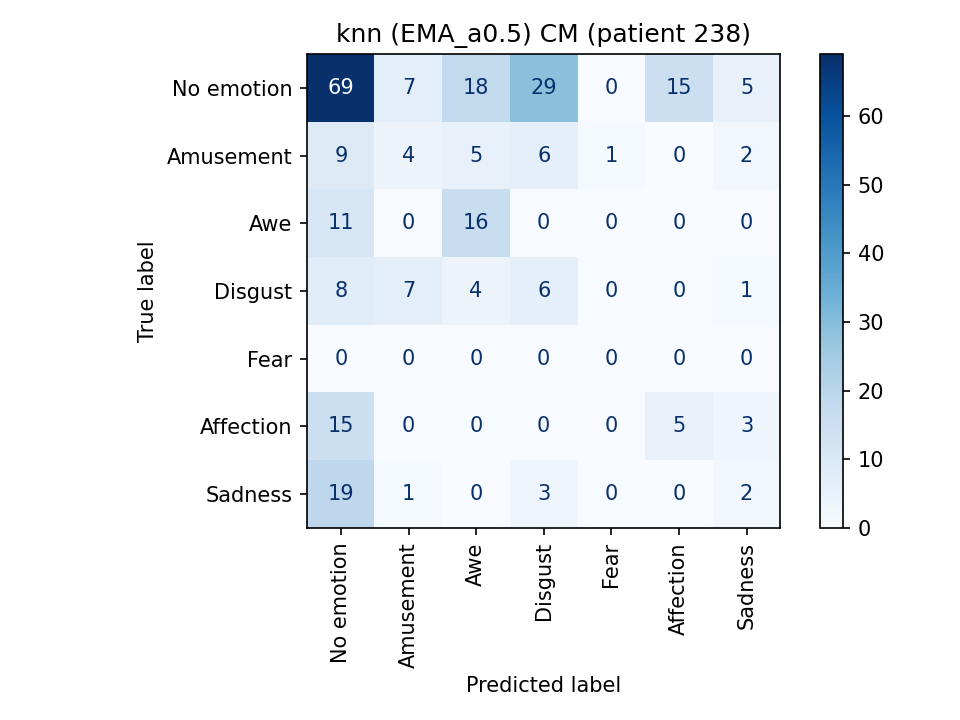 knn (EMA_a0.5) CM (patient 238)
No emotion 69 7 18 29 0 15 5
Amusement 9 4 5 6 1 0 2
Awe 11 0 16 0 0 0 0
Disgust 8 7 4 6 0 0 1
Fear 0 0 0 0 0 0 0
Affection 15 0 0 0 0 5 3
Sadness 19 1 0 3 0 0 2
True label
No emotion
Amusement
Awe
Disgust
Fear
Affection
Sadness
Predicted label
60
50
40
30
20
10
0